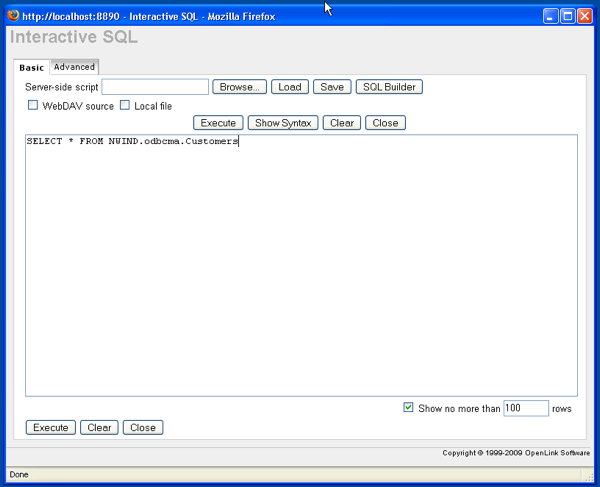 http://localhost:8890 - Interactive SQL - Mozilla Firefox
Interactive SQL
Basic Advanced
Server-side script Browse... Load Save SQL Builder
WebDAV source Local file
Execute Show Syntax Clear Close
SELECT * FROM NWIND.odbcma.Customers
Show no more than 100 rows
Execute Clear Close
Copyright © 1999-2009 OpenLink Software
Done